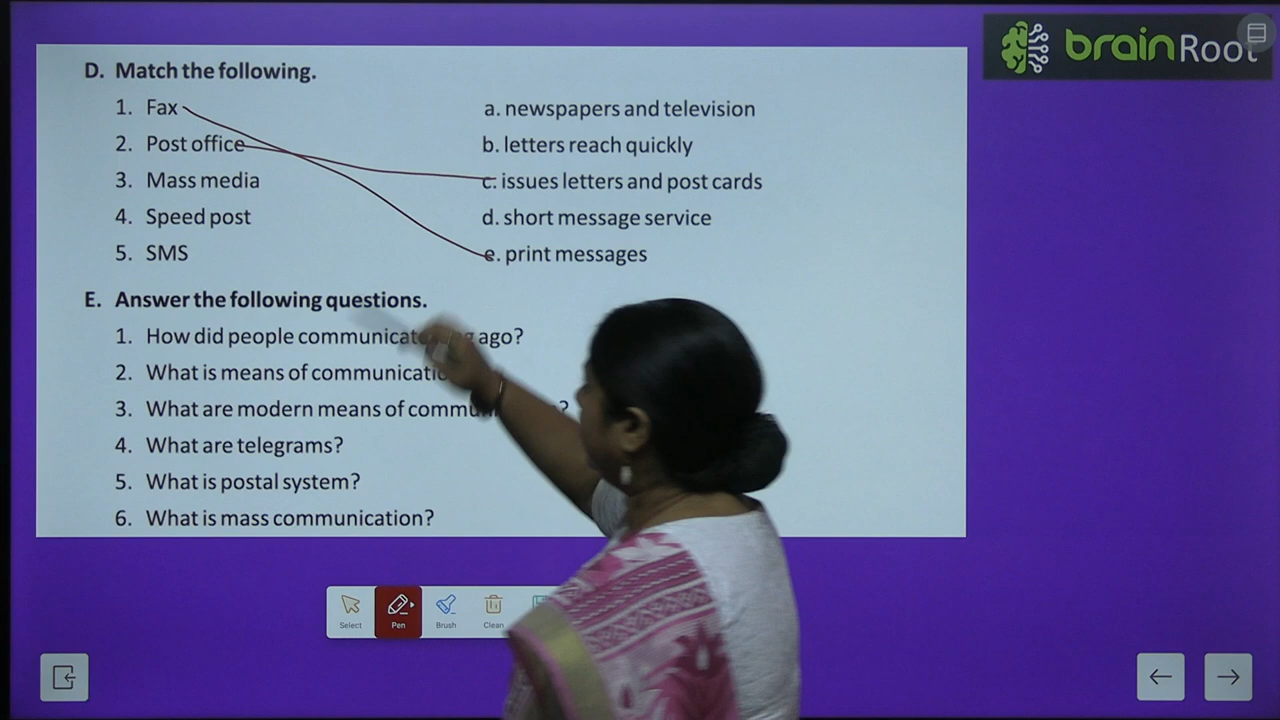 brainRoot
D. Match the following.
1. Fax a. newspapers and television
2. Post office b. letters reach quickly
3. Mass media c. issues letters and post cards
4. Speed post d. short message service
5. SMS e. print messages
E. Answer the following questions.
1. How did people communicate ago?
2. What is means of
3. What are modern means of
4. What are telegrams?
5. What is postal system?
6. What is mass communication?
Select Pen Brush Clean